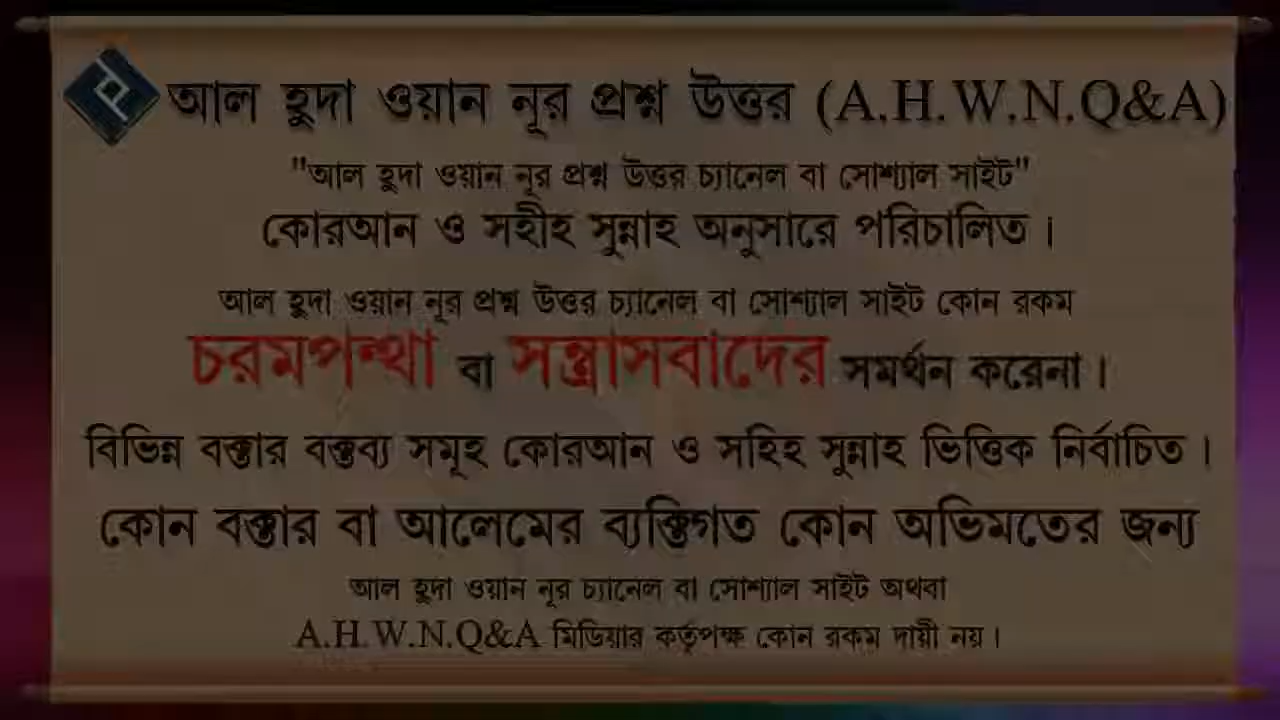 আল হুদা ওয়ান নূর প্রশ্ন উত্তর (A.H.W.N.Q&A)
"আল হুদা ওয়ান নূর প্রশ্ন উত্তর চ্যানেল বা সোশ্যাল সাইট"
কোরআন ও সহীহ সুন্নাহ অনুসারে পরিচালিত ।
আল হুদা ওয়ান নূর প্রশ্ন উত্তর চ্যানেল বা সোশ্যাল সাইট কোন রকম
চরমপন্থা বা সন্ত্রাসবাদের সমর্থন করেনা ।
বিভিন্ন বক্তার বক্তব্য সমূহ কোরআন ও সহিহ সুন্নাহ ভিত্তিক নির্বাচিত ।
কোন বক্তার বা আলেমের ব্যক্তিগত কোন অভিমতের জন্য
আল হুদা ওয়ান নূর চ্যানেল বা সোশ্যাল সাইট অথবা
A.H.W.N.Q&A মিডিয়ার কর্তৃপক্ষ কোন রকম দায়ী নয় ।